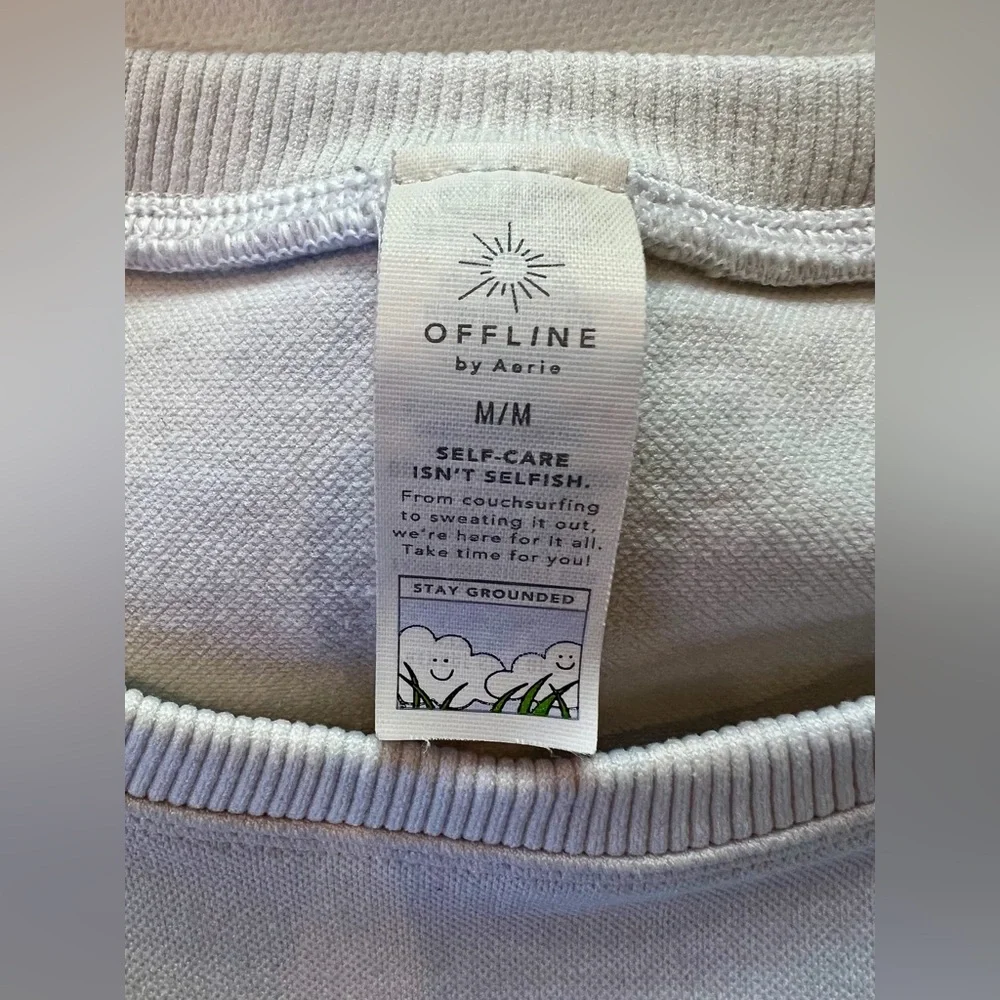 OFFLINE
by Aerie
M/M
SELF-CARE
ISN'T SELFISH.
From couchsurfing
to sweating it out,
we're here for it all.
Take time for you!
STAY GROUNDED